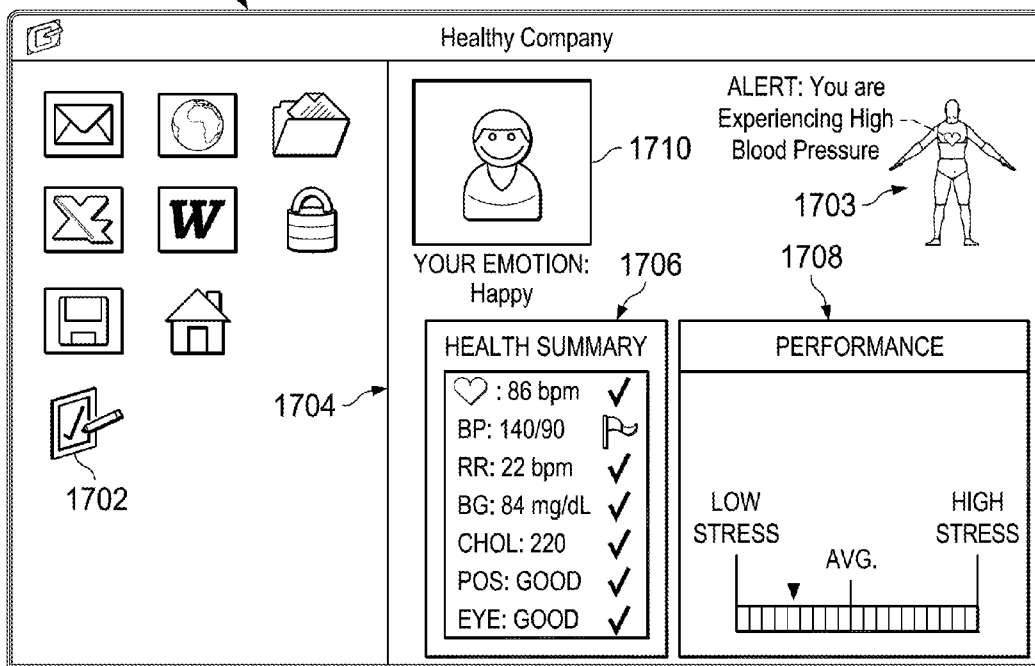 Healthy Company
ALERT: You are
Experiencing High
Blood Pressure
1710
1703
YOUR EMOTION:
Happy
1706
1708
1704
1702
W
HEALTH SUMMARY
: 86 bpm
BP: 140/90
RR: 22 bpm
BG: 84 mg/dL
CHOL: 220
POS: GOOD
EYE: GOOD
PERFORMANCE
LOW
STRESS
HIGH
STRESS
AVG.